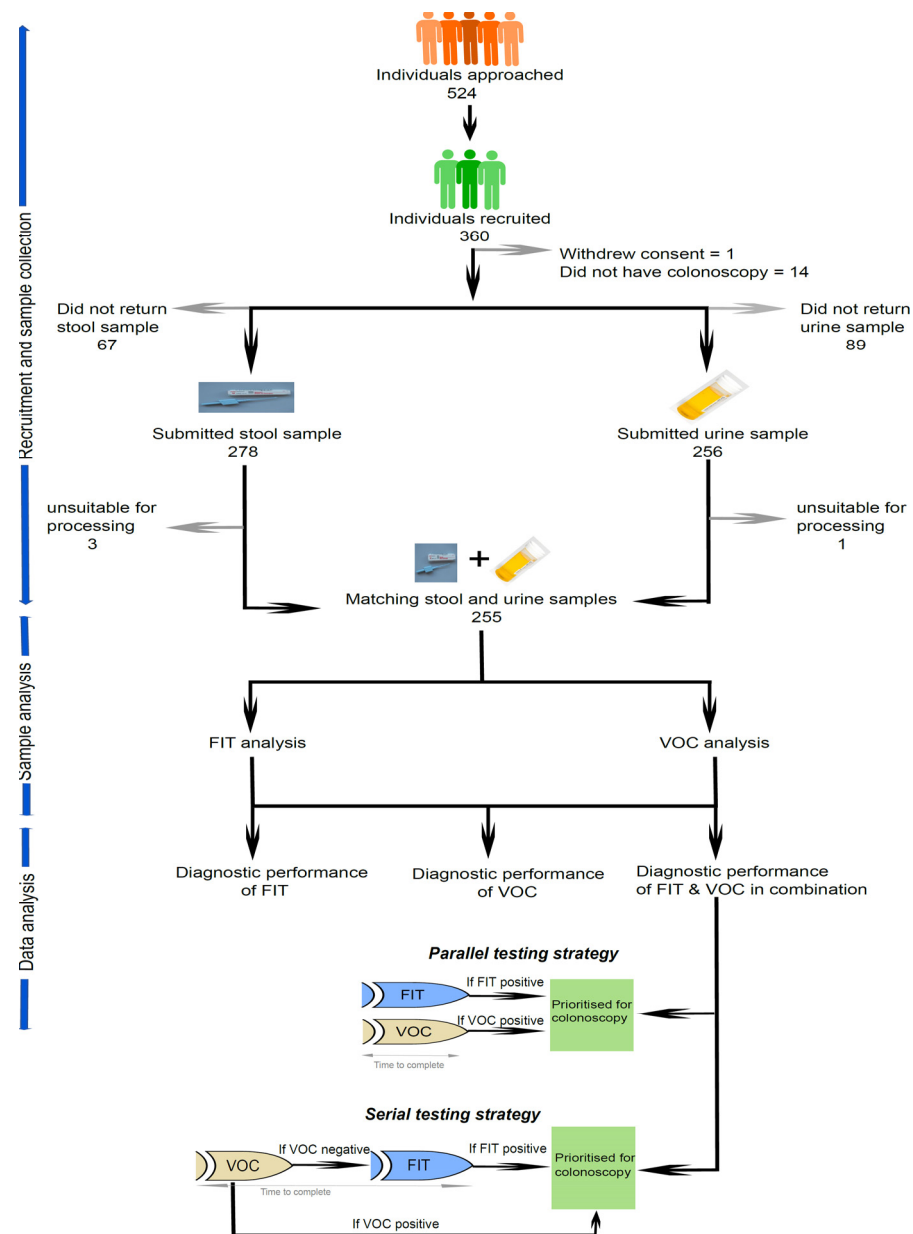 Individuals approached
524
Individuals recruited
360
Withdrew consent = 1
Did not have colonoscopy = 14
Did not return
stool sample
67
Did not return
urine sample
89
Submitted stool sample
278
Submitted urine sample
256
unsuitable for
processing
3
unsuitable for
processing
1
+
Matching stool and urine samples
255
Recruitment and sample collection
FIT analysis
VOC analysis
Sample analysis
Diagnostic performance
of FIT
Diagnostic performance
of VOC
Diagnostic performance
of FIT & VOC in combination
Data analysis
Parallel testing strategy
FIT
If FIT positive
VOC
If VOC positive
Prioritised for
colonoscopy
Time to complete
Serial testing strategy
VOC
If VOC negative
FIT
If FIT positive
Prioritised for
colonoscopy
Time to complete
If VOC positive